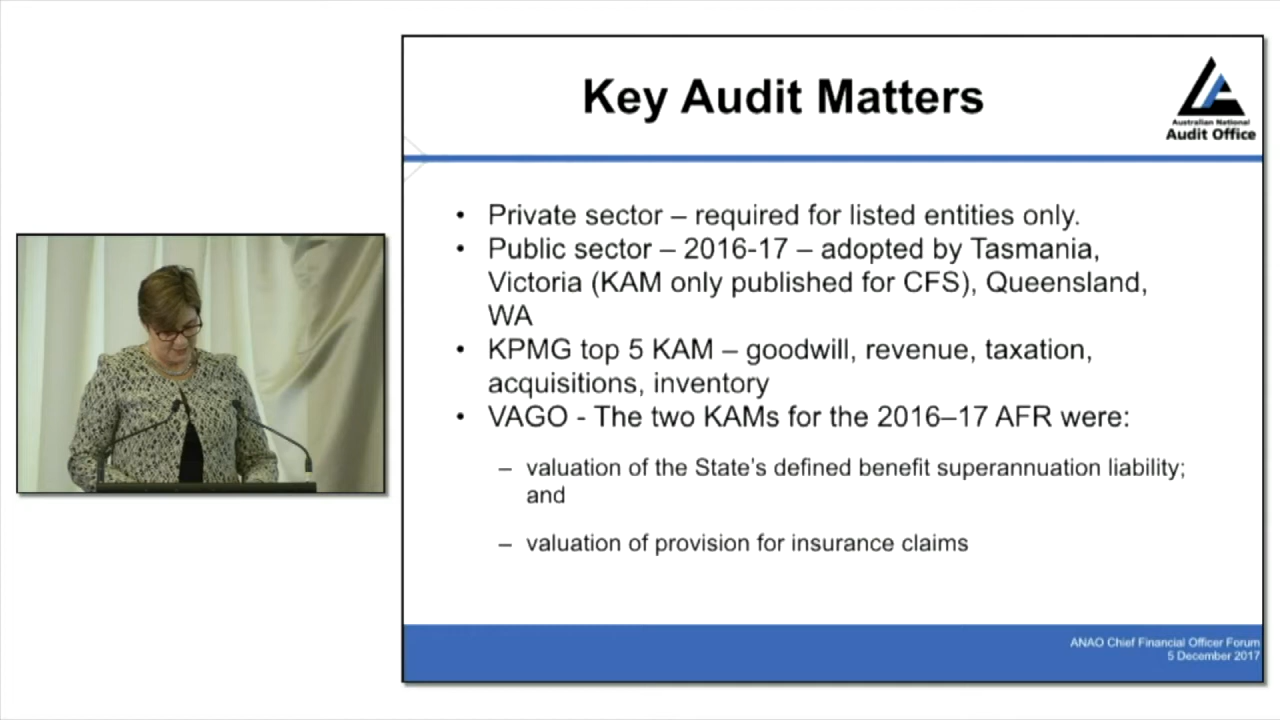 Key Audit Matters
Australian National
Audit Office
• Private sector – required for listed entities only.
• Public sector – 2016-17 – adopted by Tasmania,
Victoria (KAM only published for CFS), Queensland,
WA
• KPMG top 5 KAM – goodwill, revenue, taxation,
acquisitions, inventory
• VAGO - The two KAMs for the 2016–17 AFR were:
– valuation of the State's defined benefit superannuation liability;
and
– valuation of provision for insurance claims
ANAO Chief Financial Officer Forum
5 December 2017